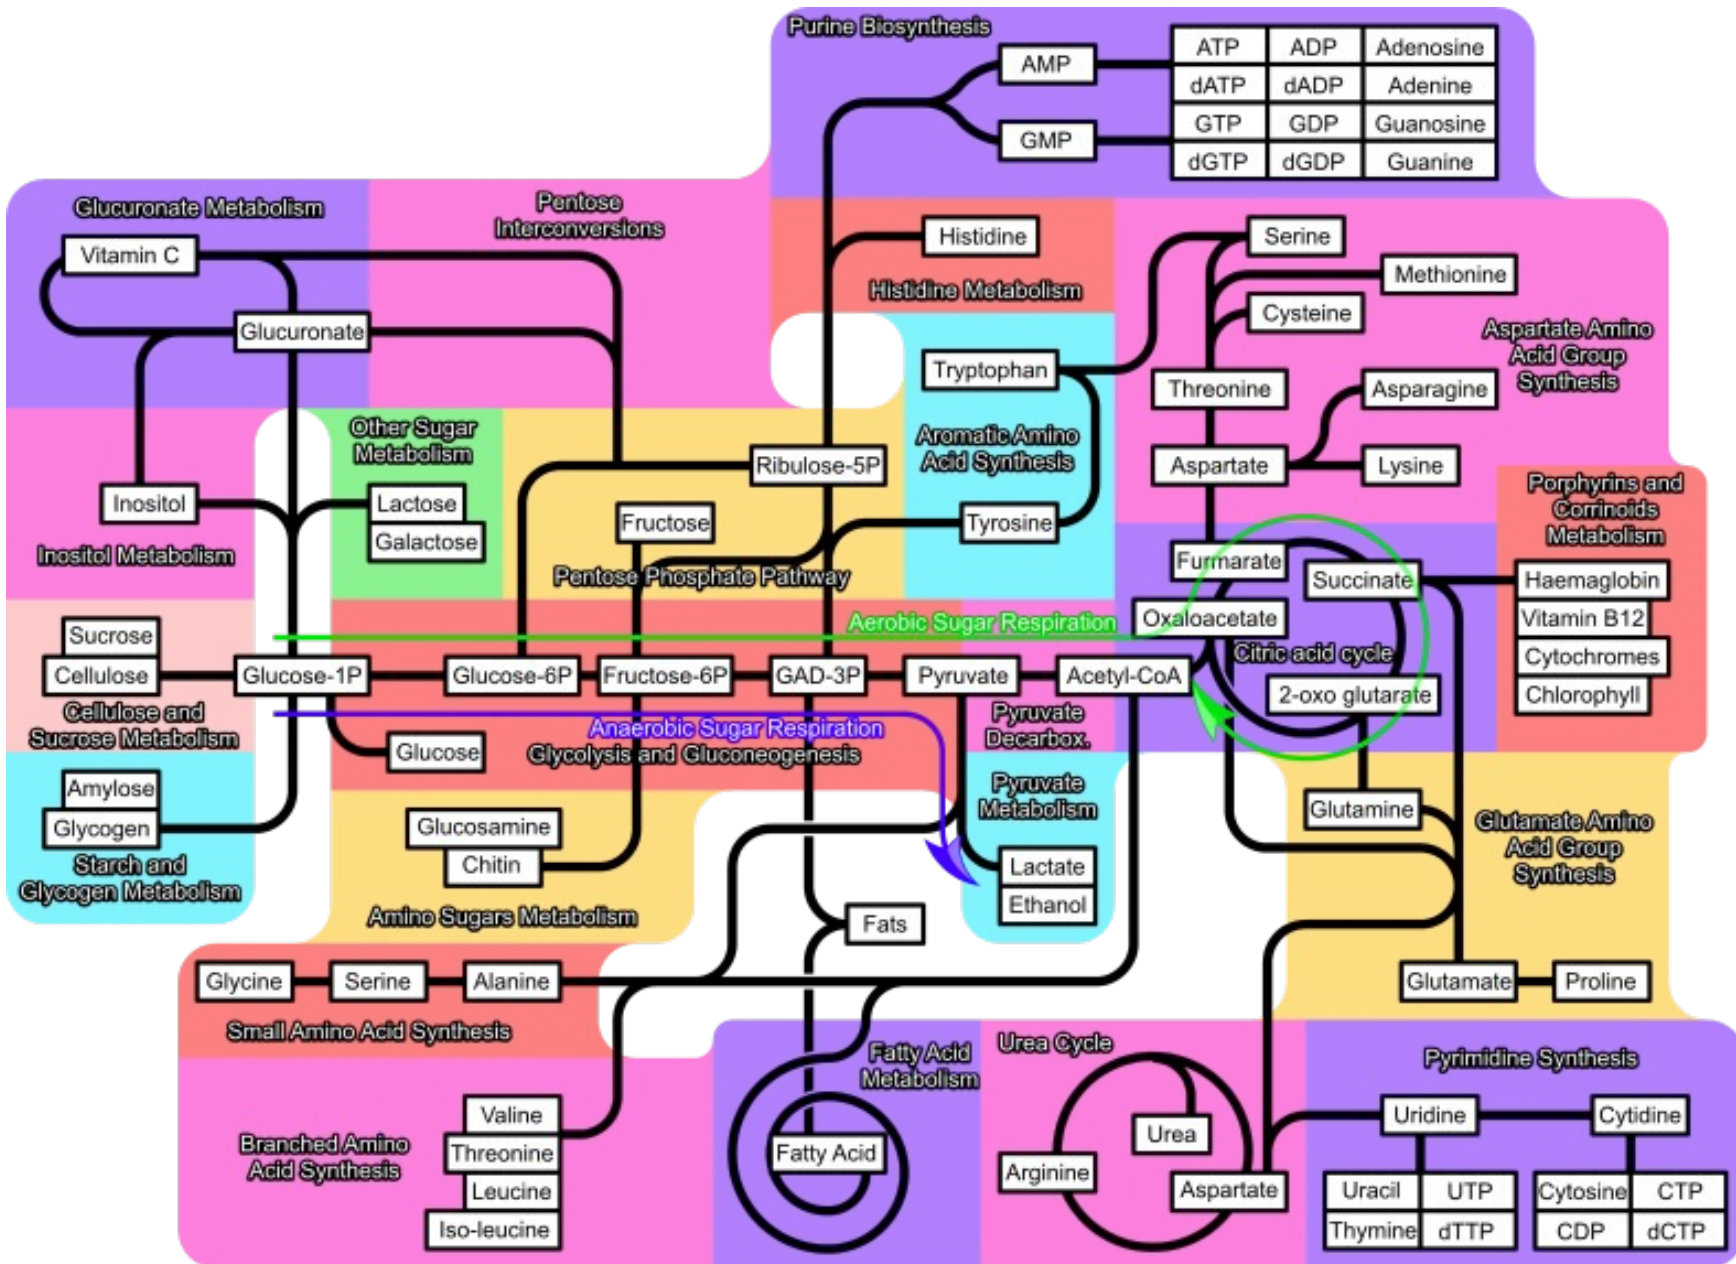 Purine Biosynthesis
AMP
ATP
ADP
Adenosine
dATP
dADP
Adenine
GMP
GTP
GDP
Guanosine
dGTP
dGDP
Guanine
Glucuronate Metabolism
Vitamin C
Glucuronate
Pentose
Interconversions
Histidine
Histidine Metabolism
Serine
Methionine
Cysteine
Threonine
Asparagine
Aspartate
Lysine
Aspartate Amino
Acid Group
Synthesis
Tryptophan
Aromatic Amino
Acid Synthesis
Tyrosine
Inositol
Inositol Metabolism
Other Sugar
Metabolism
Lactose
Galactose
Ribulose-5P
Fructose
Pentose Phosphate Pathway
Porphyrins and
Corrinoids
Metabolism
Haemaglobin
Vitamin B12
Cytochromes
Chlorophyll
Furmarate
Succinate
Oxaloacetate
Citric acid cycle
2-oxo glutarate
Sucrose
Cellulose
Cellulose and
Sucrose Metabolism
Aerobic Sugar Respiration
Glucose-1P
Glucose-6P
Fructose-6P
GAD-3P
Pyruvate
Acetyl-CoA
Anaerobic Sugar Respiration
Glucose
Glycolysis and Gluconeogenesis
Pyruvate
Decarbox.
Pyruvate
Metabolism
Lactate
Ethanol
Amylose
Glycogen
Starch and
Glycogen Metabolism
Glucosamine
Chitin
Amino Sugars Metabolism
Fats
Glutamine
Glutamate Amino
Acid Group
Synthesis
Glutamate
Proline
Glycine
Serine
Alanine
Small Amino Acid Synthesis
Valine
Threonine
Leucine
Iso-leucine
Branched Amino
Acid Synthesis
Fatty Acid
Metabolism
Fatty Acid
Urea Cycle
Urea
Arginine
Aspartate
Pyrimidine Synthesis
Uridine
Cytidine
Uracil
UTP
Cytosine
CTP
Thymine
dTTP
CDP
dCTP